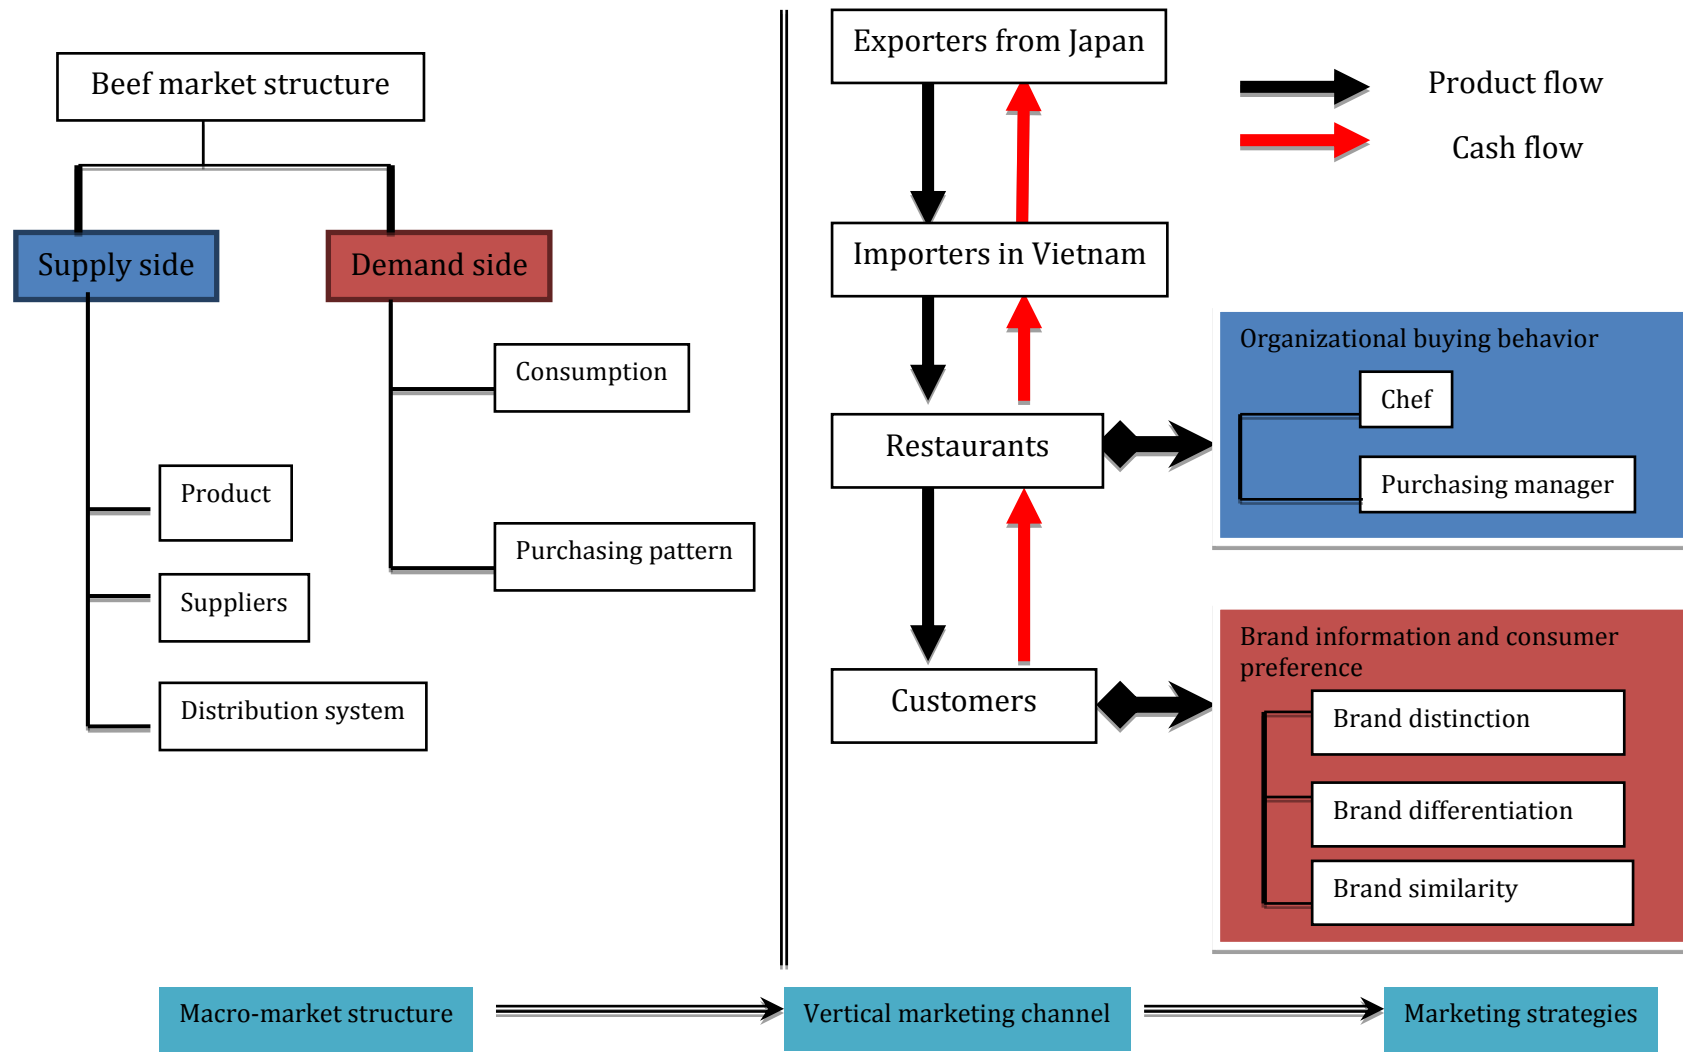 Beef market structure
Supply side
Demand side
Consumption
Purchasing pattern
Product
Suppliers
Distribution system
Exporters from Japan
Importers in Vietnam
Restaurants
Customers
Product flow
Cash flow
Organizational buying behavior
Chef
Purchasing manager
Brand information and consumer
preference
Brand distinction
Brand differentiation
Brand similarity
Macro-market structure
Vertical marketing channel
Marketing strategies